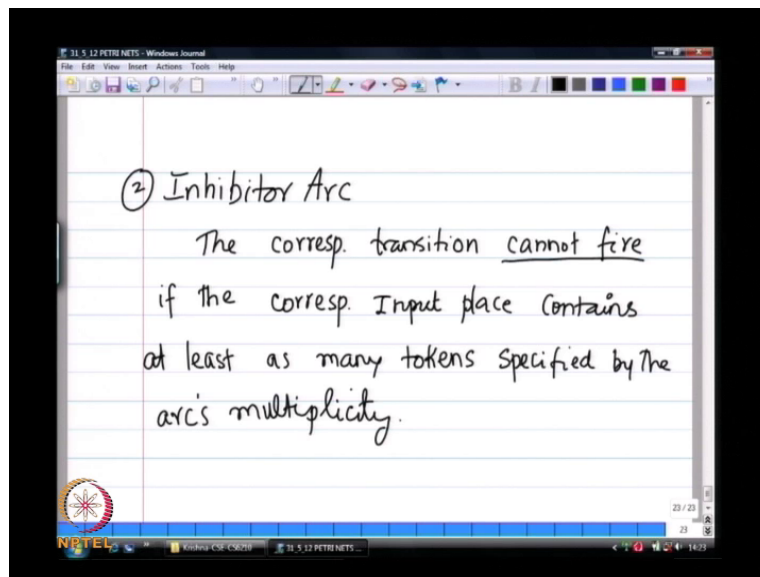 31_5_12 PETRI NETS - Windows Journal
File Edit View Insert Actions Tools Help
B I
② Inhibitor Arc
The corresp. transition cannot fire
if the corresp. Input place contains
at least as many tokens specified by the
arc's multiplicity.
23 / 23
23
NPTEL
Krishna-CSE-CS6210
31_5_12 PETRI NETS ...
14:23